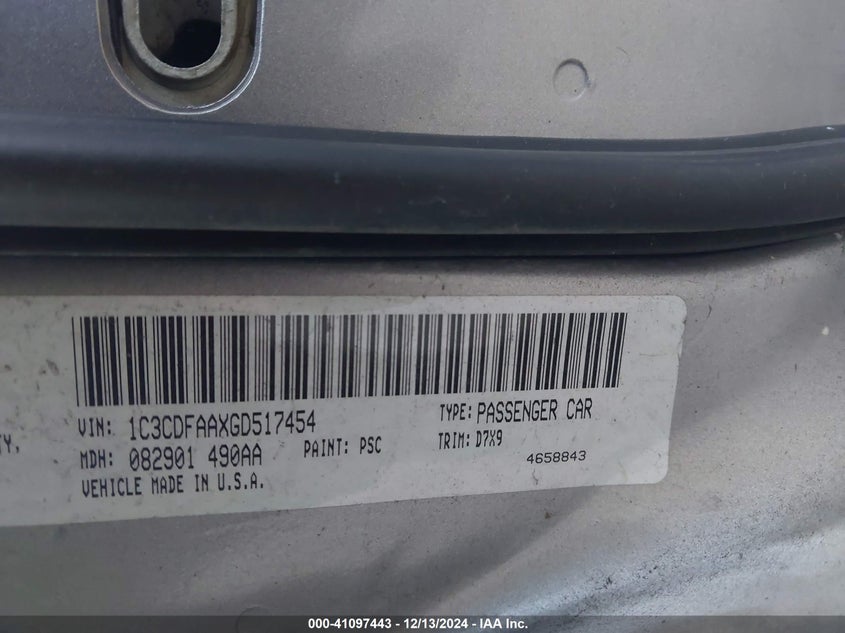 VIN: 1C3CDFAAXGD517454 TYPE: PASSENGER CAR
TY,
MDH: 082901 490AA PAINT: PSC TRIM: D7X9
VEHICLE MADE IN U.S.A. 4658843
000-41097443 - 12/13/2024 - IAA Inc.